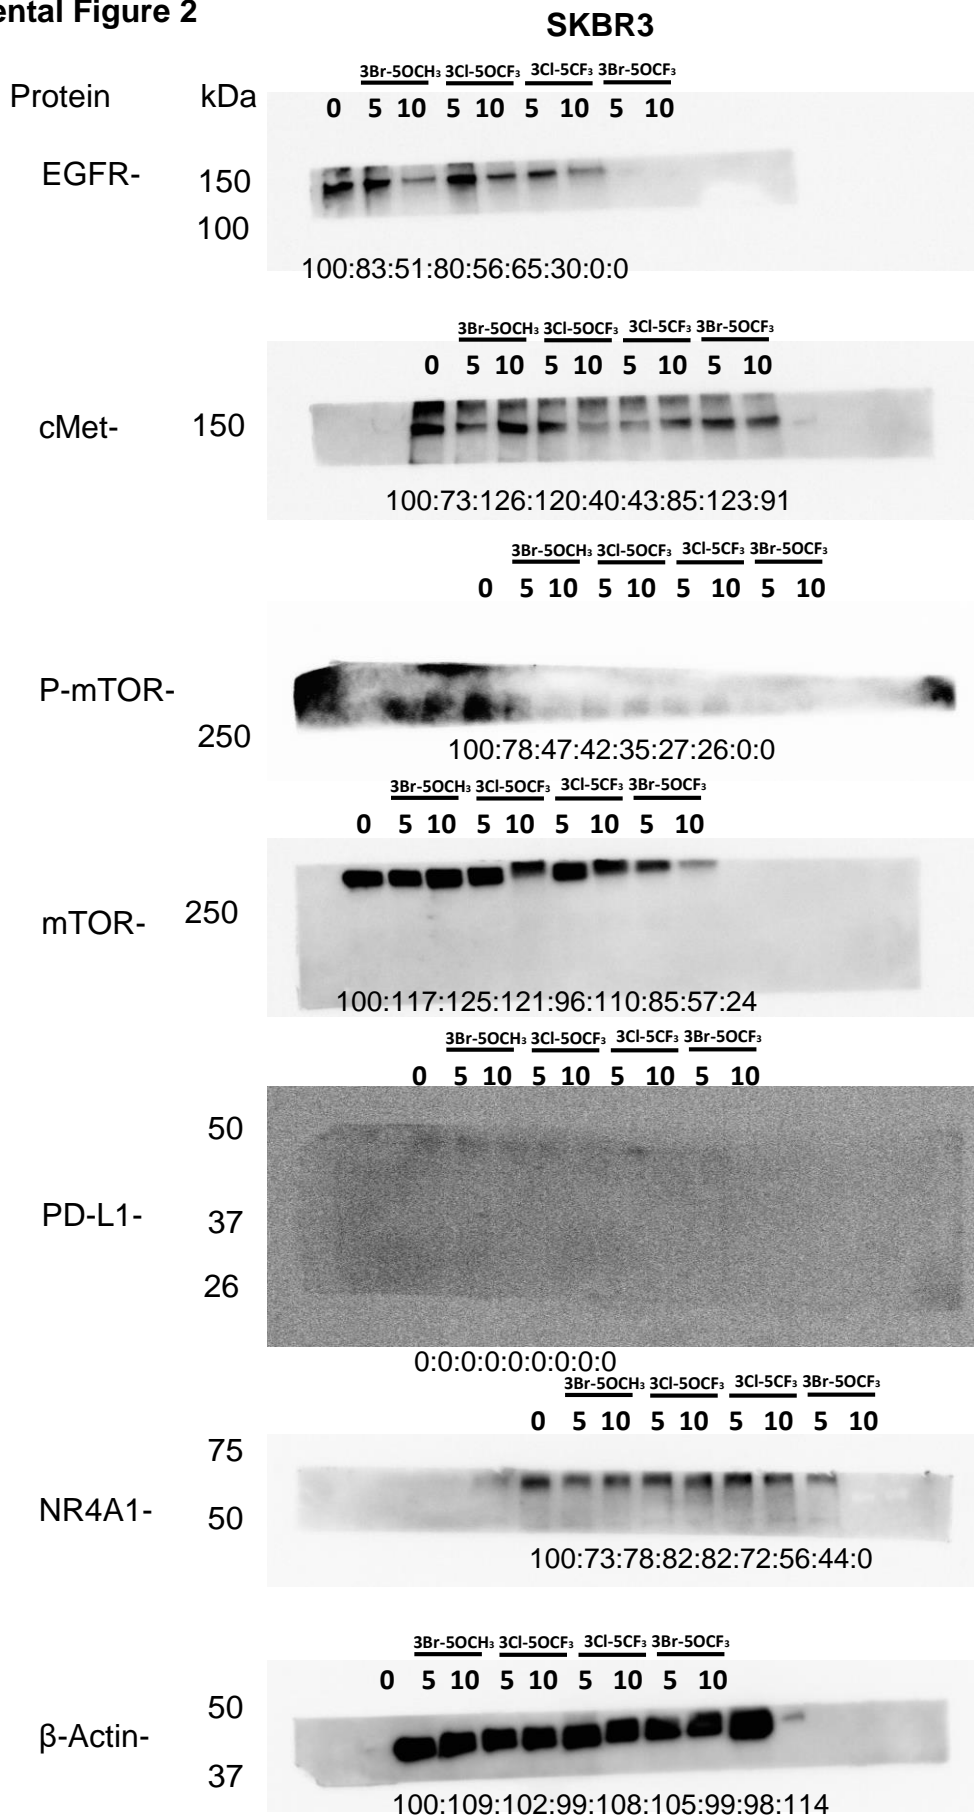 ental Figure 2
SKBR3
3Br-5OCH₃ 3Cl-5OCF₃ 3Cl-5CF₃ 3Br-5OCF₃
Protein kDa 0 5 10 5 10 5 10 5 10
EGFR- 150
100
100:83:51:80:56:65:30:0:0
3Br-5OCH₃ 3Cl-5OCF₃ 3Cl-5CF₃ 3Br-5OCF₃
0 5 10 5 10 5 10 5 10
cMet- 150
100:73:126:120:40:43:85:123:91
3Br-5OCH₃ 3Cl-5OCF₃ 3Cl-5CF₃ 3Br-5OCF₃
0 5 10 5 10 5 10 5 10
P-mTOR-
250
100:78:47:42:35:27:26:0:0
3Br-5OCH₃ 3Cl-5OCF₃ 3Cl-5CF₃ 3Br-5OCF₃
0 5 10 5 10 5 10 5 10
mTOR- 250
100:117:125:121:96:110:85:57:24
3Br-5OCH₃ 3Cl-5OCF₃ 3Cl-5CF₃ 3Br-5OCF₃
0 5 10 5 10 5 10 5 10
50
PD-L1- 37
26
0:0:0:0:0:0:0:0:0
3Br-5OCH₃ 3Cl-5OCF₃ 3Cl-5CF₃ 3Br-5OCF₃
0 5 10 5 10 5 10 5 10
75
NR4A1- 50
100:73:78:82:82:72:56:44:0
3Br-5OCH₃ 3Cl-5OCF₃ 3Cl-5CF₃ 3Br-5OCF₃
0 5 10 5 10 5 10 5 10
50
β-Actin-
37
100:109:102:99:108:105:99:98:114